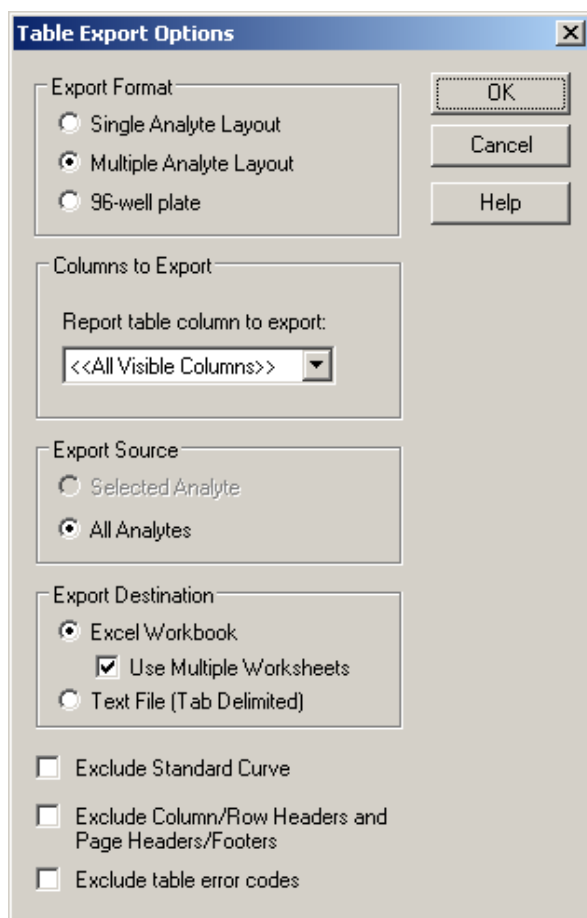 Table Export Options
Export Format
OK
Single Analyte Layout
Cancel
Multiple Analyte Layout
96-well plate
Help
Columns to Export
Report table column to export:
<<All Visible Columns>>
Export Source
Selected Analyte
All Analytes
Export Destination
Excel Workbook
Use Multiple Worksheets
Text File (Tab Delimited)
Exclude Standard Curve
Exclude Column/Row Headers and
Page Headers/Footers
Exclude table error codes